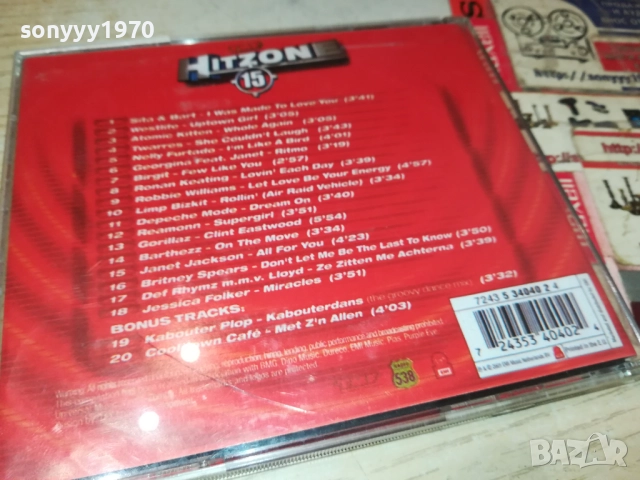 sonyyy1970
HITZONE
15
1 Sita & Bart - I Was Made To Love You (3'41)
2 Westlife - Uptown Girl (3'05)
3 Atomic Kitten - Whole Again (3'05)
4 Twarres - She Couldn't Laugh (3'43)
5 Nelly Furtado - I'm Like A Bird (4'01)
6 Georgina Feat. Janet - Ritmo (3'19)
7 Birgit - Few Like You (2'57)
8 Ronan Keating - Lovin' Each Day (3'39)
9 Robbie Williams - Let Love Be Your Energy (4'57)
10 Limp Bizkit - Rollin' (Air Raid Vehicle) (3'34)
11 Depeche Mode - Dream On (3'40)
12 Reamonn - Supergirl (3'51)
13 Gorillaz - Clint Eastwood (5'54)
14 Barthezz - On The Move (3'34)
15 Janet Jackson - All For You (4'23)
16 Britney Spears - Don't Let Me Be The Last To Know (3'50)
17 Def Rhymz m.m.v. Lloyd - Ze Zitten Me Achterna (3'39)
18 Jessica Folker - Miracles (3'51)
BONUS TRACKS:
19 Kabouter Plop - Kabouterdans (the groovy dance mix) (3'32)
20 Cooldown Café - Met Z'n Allen (4'03)
7243 5 34040 2 4
7 24353 40402 4
538
BAZAR
bg